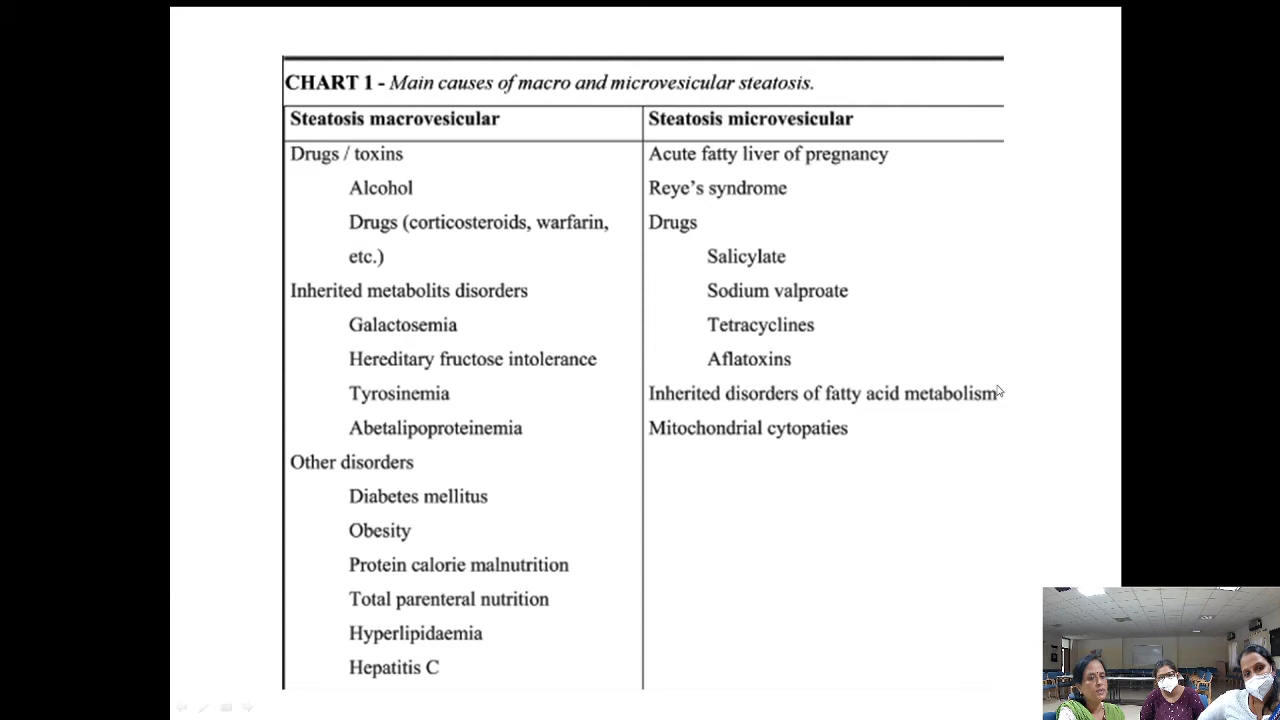 CHART 1 - Main causes of macro and microvesicular steatosis.
Steatosis macrovesicular
Drugs / toxins
Alcohol
Drugs (corticosteroids, warfarin,
etc.)
Inherited metabolits disorders
Galactosemia
Hereditary fructose intolerance
Tyrosinemia
Abetalipoproteinemia
Other disorders
Diabetes mellitus
Obesity
Protein calorie malnutrition
Total parenteral nutrition
Hyperlipidaemia
Hepatitis C
Steatosis microvesicular
Acute fatty liver of pregnancy
Reye’s syndrome
Drugs
Salicylate
Sodium valproate
Tetracyclines
Aflatoxins
Inherited disorders of fatty acid metabolism
Mitochondrial cytopaties